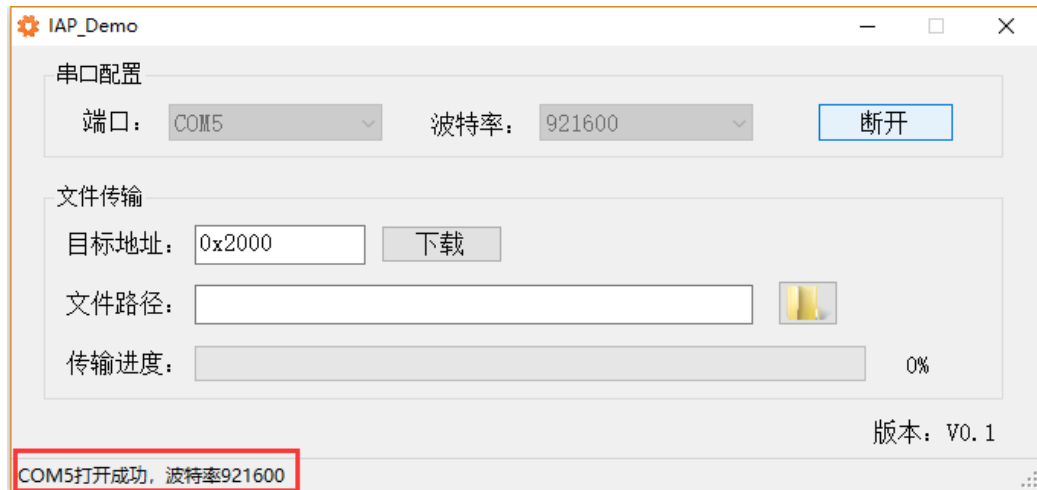 IAP_Demo
串口配置
端口： COM5 波特率： 921600 断开
文件传输
目标地址： 0x2000 下载
文件路径：
传输进度： 0%
版本：V0.1
COM5打开成功，波特率921600